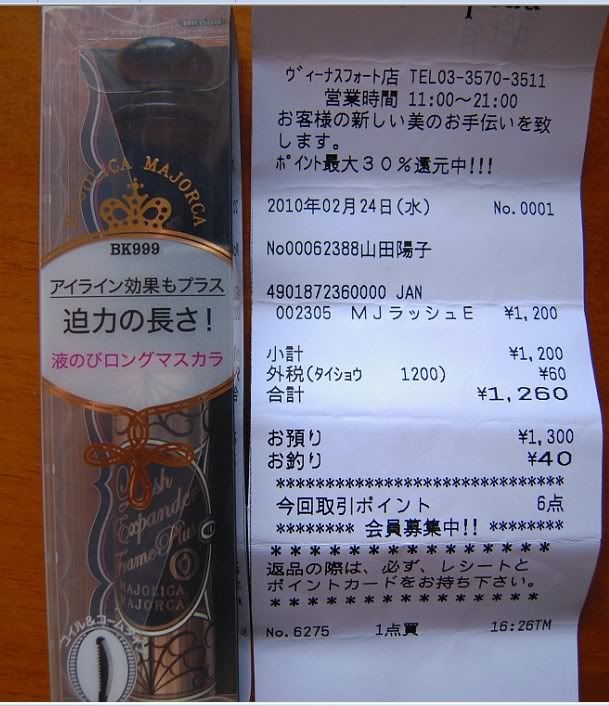 MAJOLICA MAJORCA
BK999
アイライン効果もプラス
迫力の長さ!
液のびロングマスカラ
Lash
Expander
Frame Plus
MAJOLICA
MAJORCA
ヴィーナスフォート店 TEL03-3570-3511
営業時間 11:00〜21:00
お客様の新しい美のお手伝いを致
します。
ポイント最大30%還元中!!!
2010年02月24日(水) No.0001
No00062388山田陽子
4901872360000 JAN
002305 MJラッシュE ¥1,200
小計 ¥1,200
外税(タイショウ 1200) ¥60
合計 ¥1,260
お預り ¥1,300
お釣り ¥40
******************************
今回取引ポイント 6点
******** 会員募集中!! ********
* * * * * * * * * * * * * * *
返品の際は、必ず、レシートと
ポイントカードをお持ち下さい。
* * * * * * * * * * * * * * *
No.6275 1点買 16:26TM